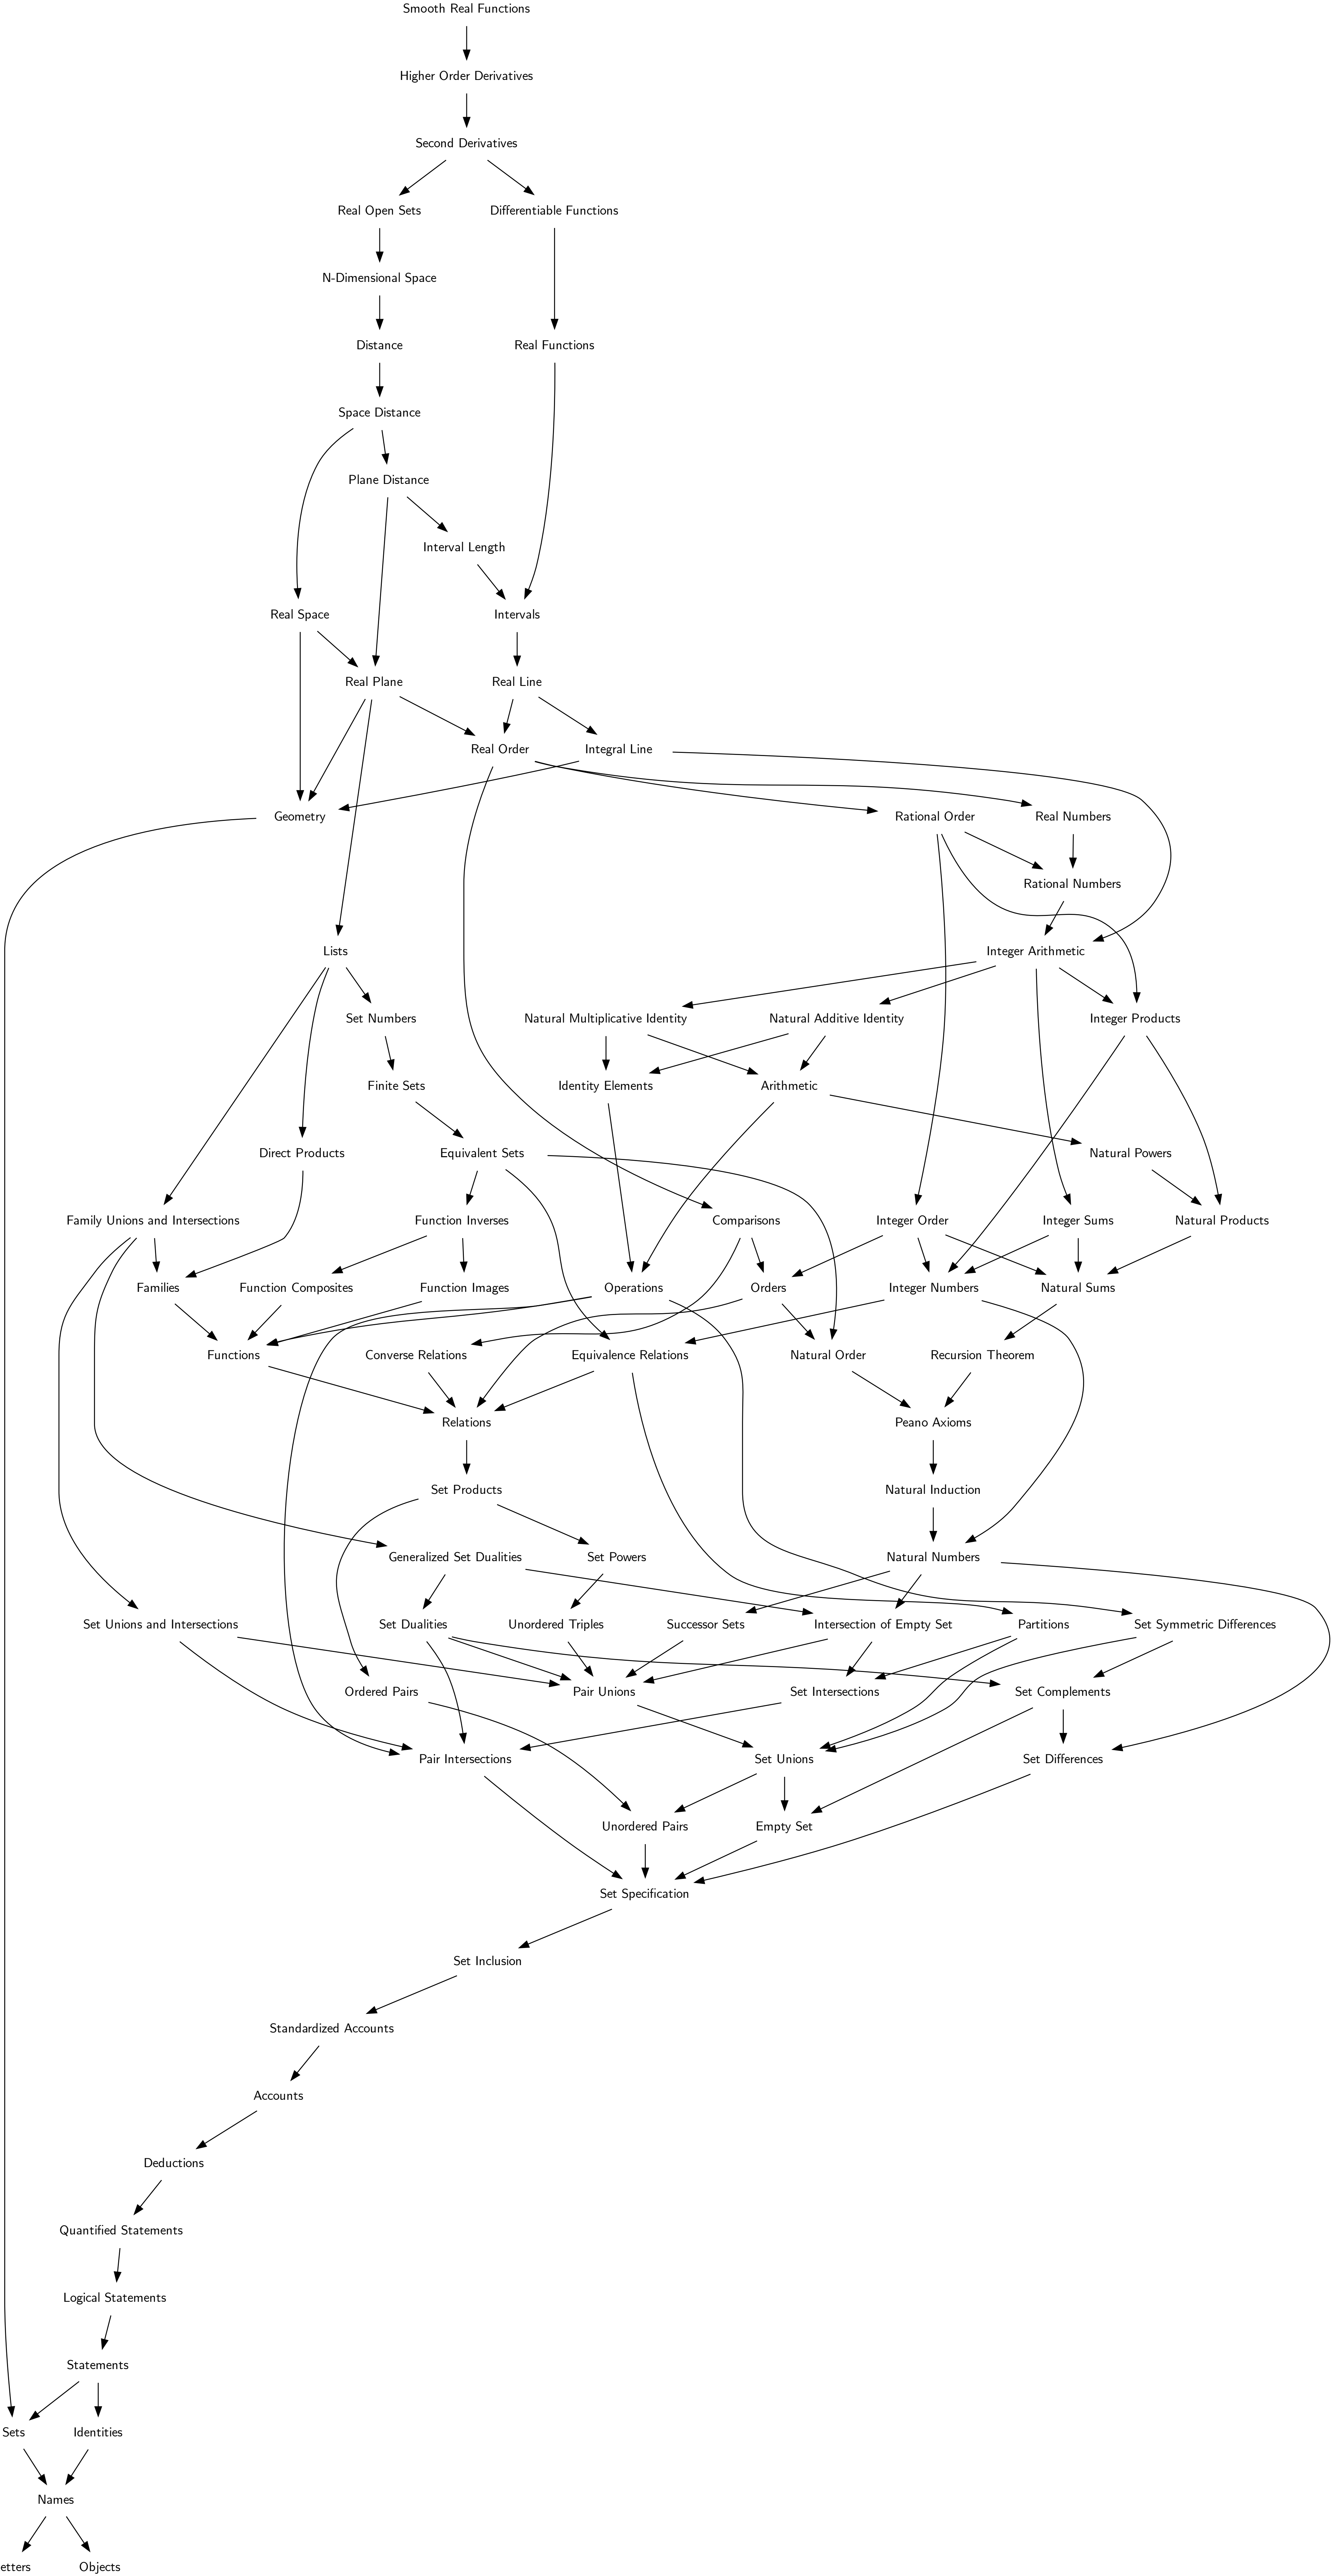 Smooth Real Functions
Higher Order Derivatives
Second Derivatives
Real Open Sets
Differentiable Functions
N-Dimensional Space
Distance
Real Functions
Space Distance
Plane Distance
Interval Length
Real Space
Intervals
Real Plane
Real Line
Real Order
Integral Line
Geometry
Rational Order
Real Numbers
Rational Numbers
Lists
Integer Arithmetic
Set Numbers
Natural Multiplicative Identity
Natural Additive Identity
Integer Products
Finite Sets
Identity Elements
Arithmetic
Direct Products
Equivalent Sets
Natural Powers
Family Unions and Intersections
Function Inverses
Comparisons
Integer Order
Integer Sums
Natural Products
Families
Function Composites
Function Images
Operations
Orders
Integer Numbers
Natural Sums
Functions
Converse Relations
Equivalence Relations
Natural Order
Recursion Theorem
Relations
Peano Axioms
Set Products
Natural Induction
Generalized Set Dualities
Set Powers
Natural Numbers
Set Unions and Intersections
Set Dualities
Unordered Triples
Successor Sets
Intersection of Empty Set
Partitions
Set Symmetric Differences
Ordered Pairs
Pair Unions
Set Intersections
Set Complements
Pair Intersections
Set Unions
Set Differences
Unordered Pairs
Empty Set
Set Specification
Set Inclusion
Standardized Accounts
Accounts
Deductions
Quantified Statements
Logical Statements
Statements
Sets
Identities
Names
etters
Objects